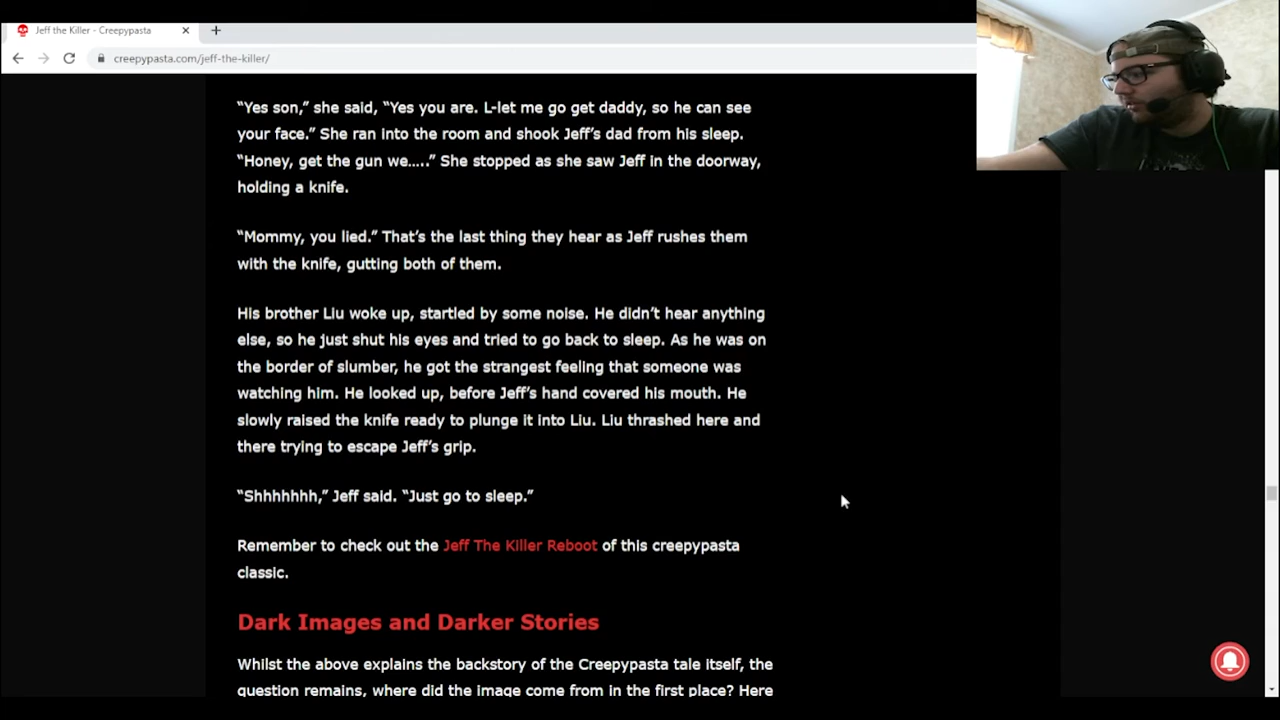 Jeff the Killer - Creepypasta
creepypasta.com/jeff-the-killer/
“Yes son,” she said, “Yes you are. L-let me go get daddy, so he can see
your face.” She ran into the room and shook Jeff’s dad from his sleep.
“Honey, get the gun we…..” She stopped as she saw Jeff in the doorway,
holding a knife.
“Mommy, you lied.” That’s the last thing they hear as Jeff rushes them
with the knife, gutting both of them.
His brother Liu woke up, startled by some noise. He didn’t hear anything
else, so he just shut his eyes and tried to go back to sleep. As he was on
the border of slumber, he got the strangest feeling that someone was
watching him. He looked up, before Jeff’s hand covered his mouth. He
slowly raised the knife ready to plunge it into Liu. Liu thrashed here and
there trying to escape Jeff’s grip.
“Shhhhhhh,” Jeff said. “Just go to sleep.”
Remember to check out the Jeff The Killer Reboot of this creepypasta
classic.
Dark Images and Darker Stories
Whilst the above explains the backstory of the Creepypasta tale itself, the
question remains, where did the image come from in the first place? Here